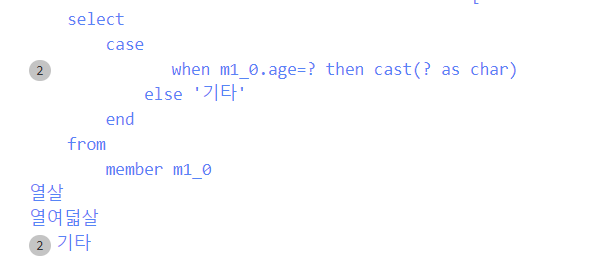 select
case
2 when m1_0.age=? then cast(? as char)
else '기타'
end
from
member m1_0
열살
열여덟살
2 기타